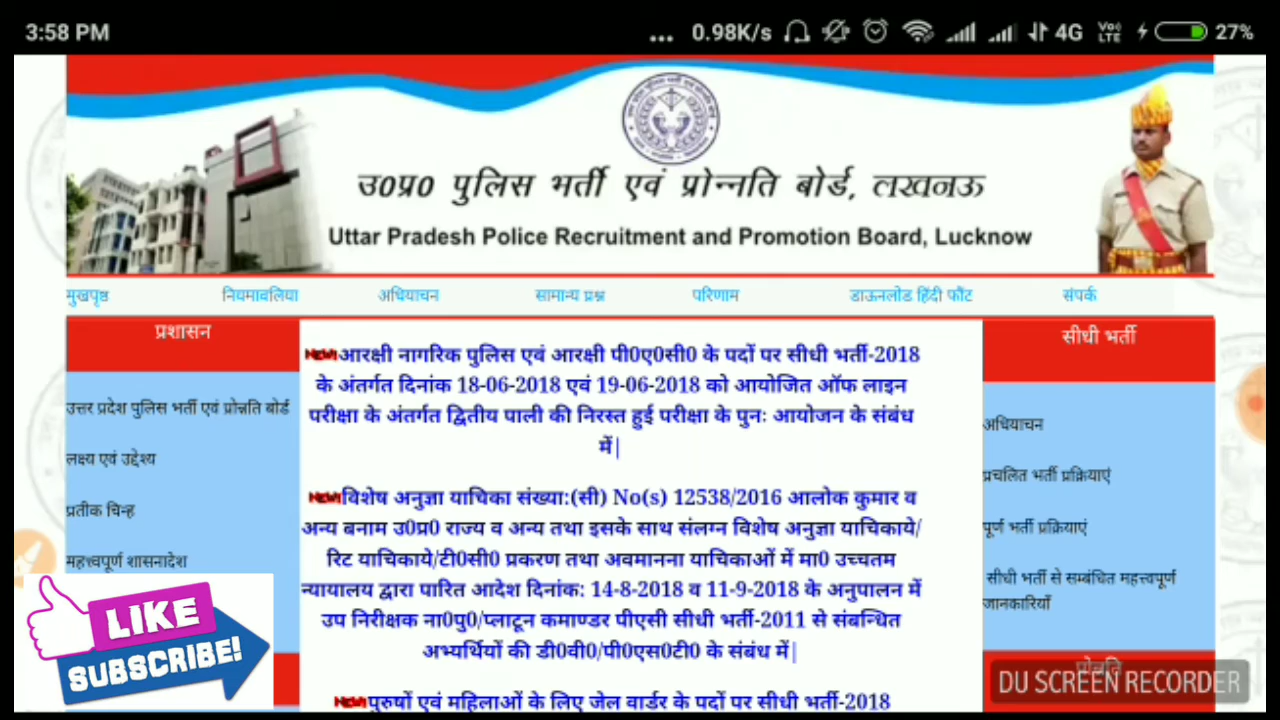 3:58 PM
... 0.98K/s 4G Vo) LTE 27%
उ0प्र0 पुलिस भर्ती एवं प्रोन्नति बोर्ड, लखनऊ
Uttar Pradesh Police Recruitment and Promotion Board, Lucknow
मुखपृष्ठ नियमावलिया अधियाचन सामान्य प्रश्न परिणाम डाऊनलोड हिंदी फौंट संपर्क
प्रशासन
उत्तर प्रदेश पुलिस भर्ती एवं प्रोन्नति बोर्ड
लक्ष्य एवं उद्देश्य
प्रतीक चिन्ह
महत्त्वपूर्ण शासनादेश
NEW!आरक्षी नागरिक पुलिस एवं आरक्षी पी0ए0सी0 के पदों पर सीधी भर्ती-2018
के अंतर्गत दिनांक 18-06-2018 एवं 19-06-2018 को आयोजित ऑफ लाइन
परीक्षा के अंतर्गत द्वितीय पाली की निरस्त हुई परीक्षा के पुनः आयोजन के संबंध
में|
NEW!विशेष अनुज्ञा याचिका संख्या:(सी) No(s) 12538/2016 आलोक कुमार व
अन्य बनाम उ0प्र0 राज्य व अन्य तथा इसके साथ संलग्न विशेष अनुज्ञा याचिकाये/
रिट याचिकाये/टी0सी0 प्रकरण तथा अवमानना याचिकाओं में मा0 उच्चतम
न्यायालय द्वारा पारित आदेश दिनांक: 14-8-2018 व 11-9-2018 के अनुपालन में
उप निरीक्षक ना0पु0/प्लाटून कमाण्डर पीएसी सीधी भर्ती-2011 से संबन्धित
अभ्यर्थियों की डी0वी0/पी0एस0टी0 के संबंध में|
NEW!पुरुषों एवं महिलाओं के लिए जेल वार्डर के पदों पर सीधी भर्ती-2018
सीधी भर्ती
अधियाचन
प्रचलित भर्ती प्रक्रियाएं
पूर्ण भर्ती प्रक्रियाएं
सीधी भर्ती से सम्बंधित महत्त्वपूर्ण
जानकारियाँ
प्रोन्नति
LIKE
SUBSCRIBE!
DU SCREEN RECORDER